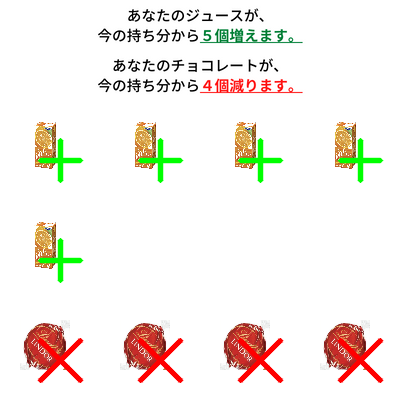 あなたのジュースが、
今の持ち分から５個増えます。
あなたのチョコレートが、
今の持ち分から４個減ります。
LINDOR
LINDOR
LINDOR
LINDOR